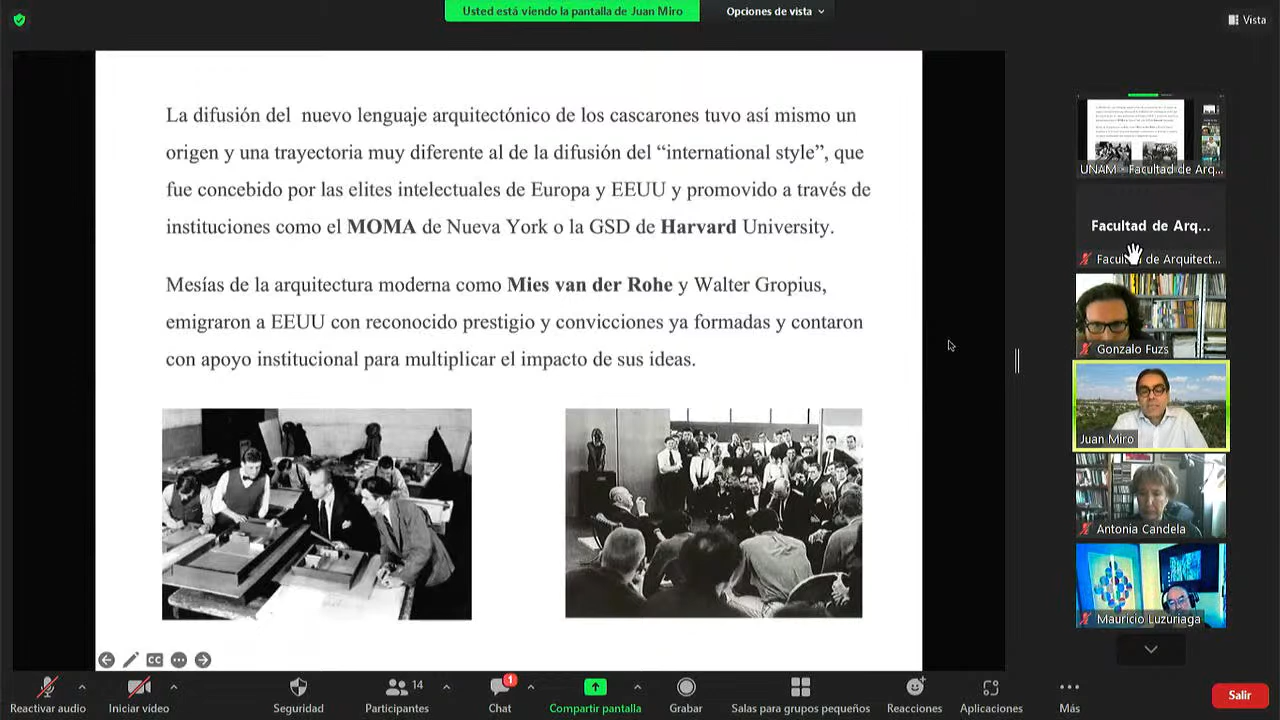 Usted está viendo la pantalla de Juan Miro
Opciones de vista
Vista
La difusión del nuevo lenguaje arquitectónico de los cascarones tuvo así mismo un
origen y una trayectoria muy diferente al de la difusión del “international style”, que
fue concebido por las elites intelectuales de Europa y EEUU y promovido a través de
instituciones como el MOMA de Nueva York o la GSD de Harvard University.
Mesías de la arquitectura moderna como Mies van der Rohe y Walter Gropius,
emigraron a EEUU con reconocido prestigio y convicciones ya formadas y contaron
con apoyo institucional para multiplicar el impacto de sus ideas.
UNAM - Facultad de Arq...
Facultad de Arq...
de Arquitect...
Gonzalo Fuzs
Juan Miro
Antonia Candela
Mauricio Luzuriaga
CC
Reactivar audio
Iniciar vídeo
Seguridad
14
Participantes
1
Chat
Compartir pantalla
Grabar
Salas para grupos pequeños
Reacciones
Aplicaciones
Más
Salir